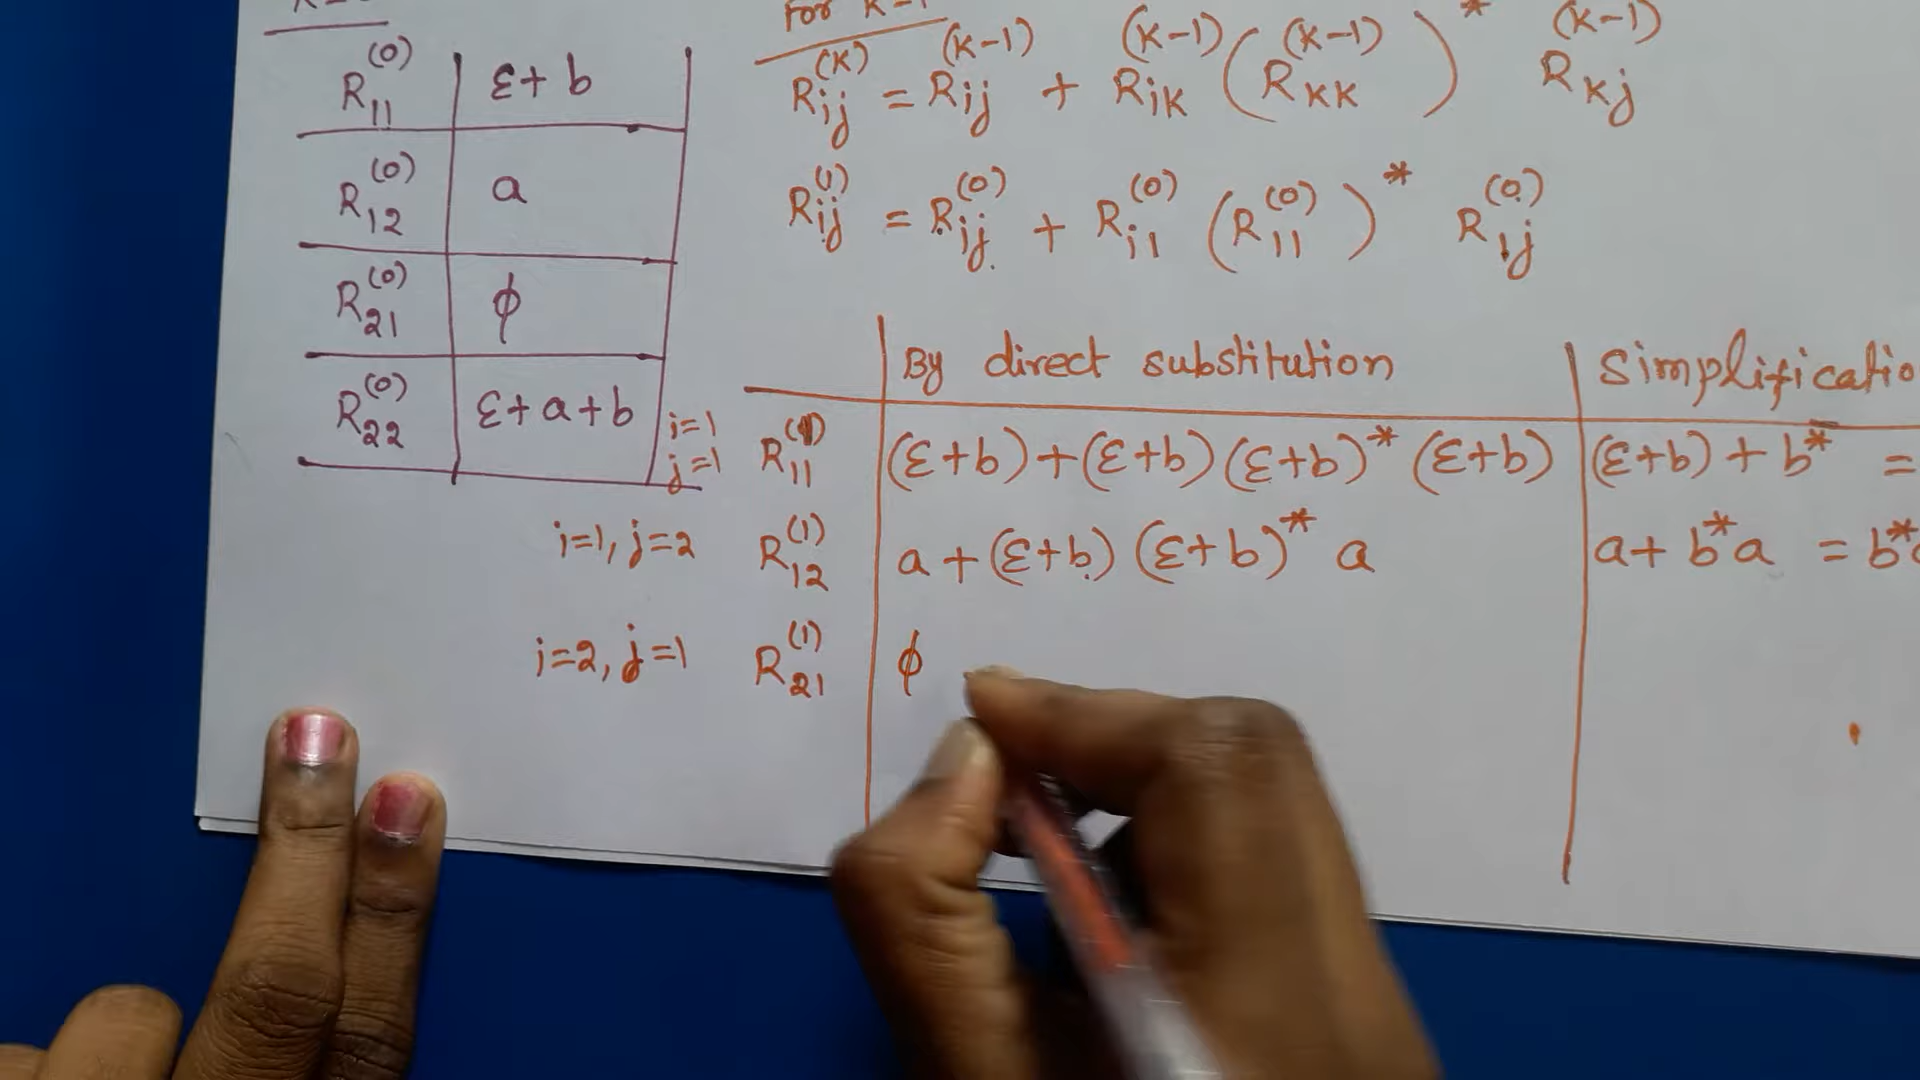 R11^(0) ε+b
R12^(0) a
R21^(0) ϕ
R22^(0) ε+a+b
For K=1
Rij^(K) = Rij^(K-1) + RiK^(K-1) (RKK^(K-1))* RKj^(K-1)
Rij^(1) = Rij^(0) + Ri1^(0) (R11^(0))* R1j^(0)
By direct substitution
i=1
j=1
R11^(1) (ε+b)+(ε+b)(ε+b)*(ε+b) (ε+b)+b* =
i=1, j=2 R12^(1) a+(ε+b)(ε+b)* a a+b*a = b*
i=2, j=1 R21^(1) ϕ